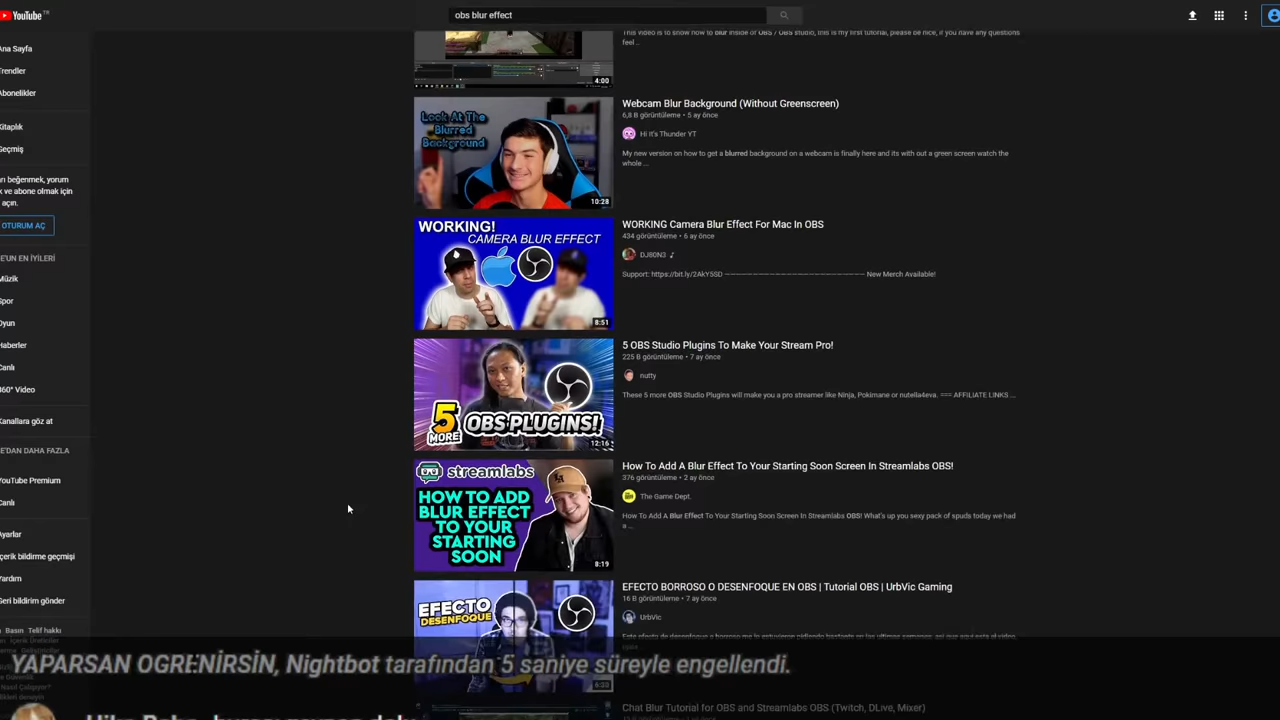 YouTube TR
obs blur effect
Ana Sayfa
Trendler
Abonelikler
Kitaplık
Geçmiş
rı beğenmek, yorum
k ve abone olmak için
açın.
OTURUM AÇ
E'UN EN İYİLERİ
Müzik
Spor
Oyun
Haberler
Canlı
360° Video
Kanallara göz at
E'DAN DAHA FAZLA
YouTube Premium
Canlı
Ayarlar
İçerik bildirme geçmişi
Yardım
Geri bildirim gönder
Basın Telif hakkı
This video is to show how to blur inside of OBS / OBS studio, this is my first tutorial, please be nice, if you have any questions
feel ...
4:00
Look At The
Blurred
Background
10:28
Webcam Blur Background (Without Greenscreen)
6,8 B görüntüleme • 5 ay önce
Hi It's Thunder YT
My new version on how to get a blurred background on a webcam is finally here and its with out a green screen watch the
whole ...
WORKING!
CAMERA BLUR EFFECT
8:51
WORKING Camera Blur Effect For Mac In OBS
434 görüntüleme • 6 ay önce
DJ80N3 ♪
Support: https://bit.ly/2AkY5SD ———————————————— New Merch Available!
5
MORE
OBS PLUGINS!
12:16
5 OBS Studio Plugins To Make Your Stream Pro!
225 B görüntüleme • 7 ay önce
nutty
These 5 more OBS Studio Plugins will make you a pro streamer like Ninja, Pokimane or nutella4eva. === AFFILIATE LINKS ...
streamlabs
HOW TO ADD
BLUR EFFECT
TO YOUR
STARTING
SOON
8:19
How To Add A Blur Effect To Your Starting Soon Screen In Streamlabs OBS!
376 görüntüleme • 2 ay önce
The Game Dept.
How To Add A Blur Effect To Your Starting Soon Screen In Streamlabs OBS! What's up you sexy pack of spuds today we had
a ...
EFECTO
DESENFOQUE
EFECTO BORROSO O DESENFOQUE EN OBS | Tutorial OBS | UrbVic Gaming
16 B görüntüleme • 7 ay önce
UrbVic
YAPARSAN OGRENİRSİN, Nightbot tarafından 5 saniye süreyle engellendi.
Chat Blur Tutorial for OBS and Streamlabs OBS (Twitch, DLive, Mixer)